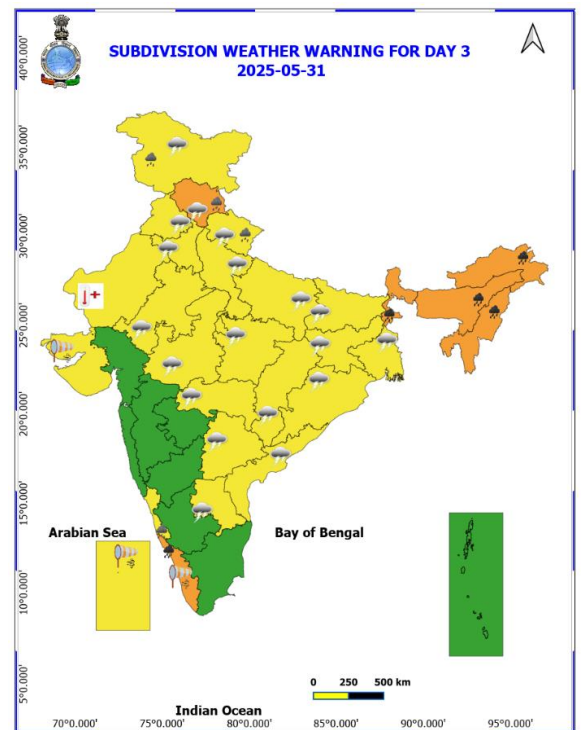 SUBDIVISION WEATHER WARNING FOR DAY 3
2025-05-31
40°0.000'
35°0.000'
30°0.000'
25°0.000'
20°0.000'
15°0.000'
Arabian Sea
Bay of Bengal
10°0.000'
5°0.000'
0 250 500 km
Indian Ocean
70°0.000' 75°0.000' 80°0.000' 85°0.000' 90°0.000' 95°0.000'